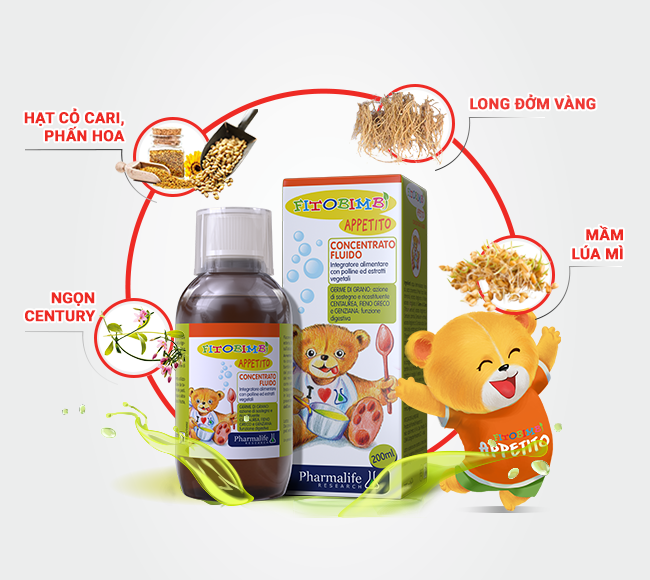 HẠT CỎ CARI,
PHẤN HOA
LONG ĐỞM VÀNG
MẦM
LÚA MÌ
NGỌN
CENTURY
FITOBIMBI
APPETITO
CONCENTRATO
FLUIDO
Integratore alimentare
con polline ed estratti
vegetali
GERME DI GRANO: azione
di sostegno e ricostituente
CENTAUREA, FIENO GRECO
e GENZIANA: funzione
digestiva
200ml
Pharmalife
RESEARCH
FITOBIMBI
APPETITO
CONCENTRATO
FLUIDO
Integratore alimentare
con polline ed estratti
vegetali
Pharmalife
RESEARCH
FITOBIMBI
APPETITO